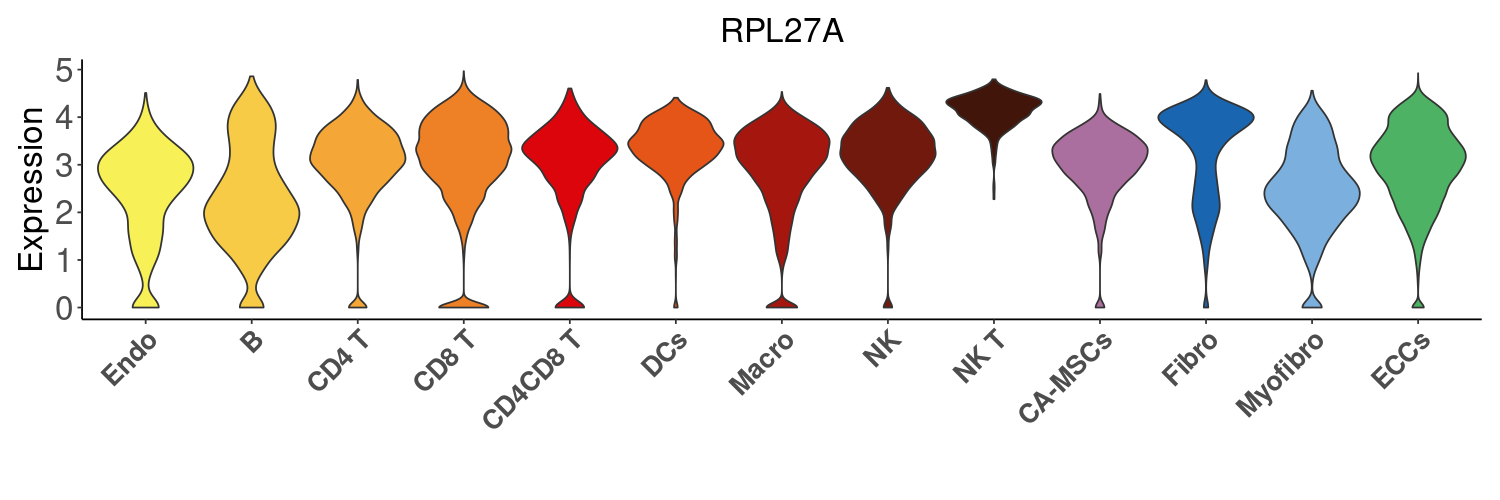 RPL27A
Expression
5
4
3
2
1
0
Endo
B
CD4 T
CD8 T
CD4CD8 T
DCs
Macro
NK
NK T
CA-MSCs
Fibro
Myofibro
ECCs